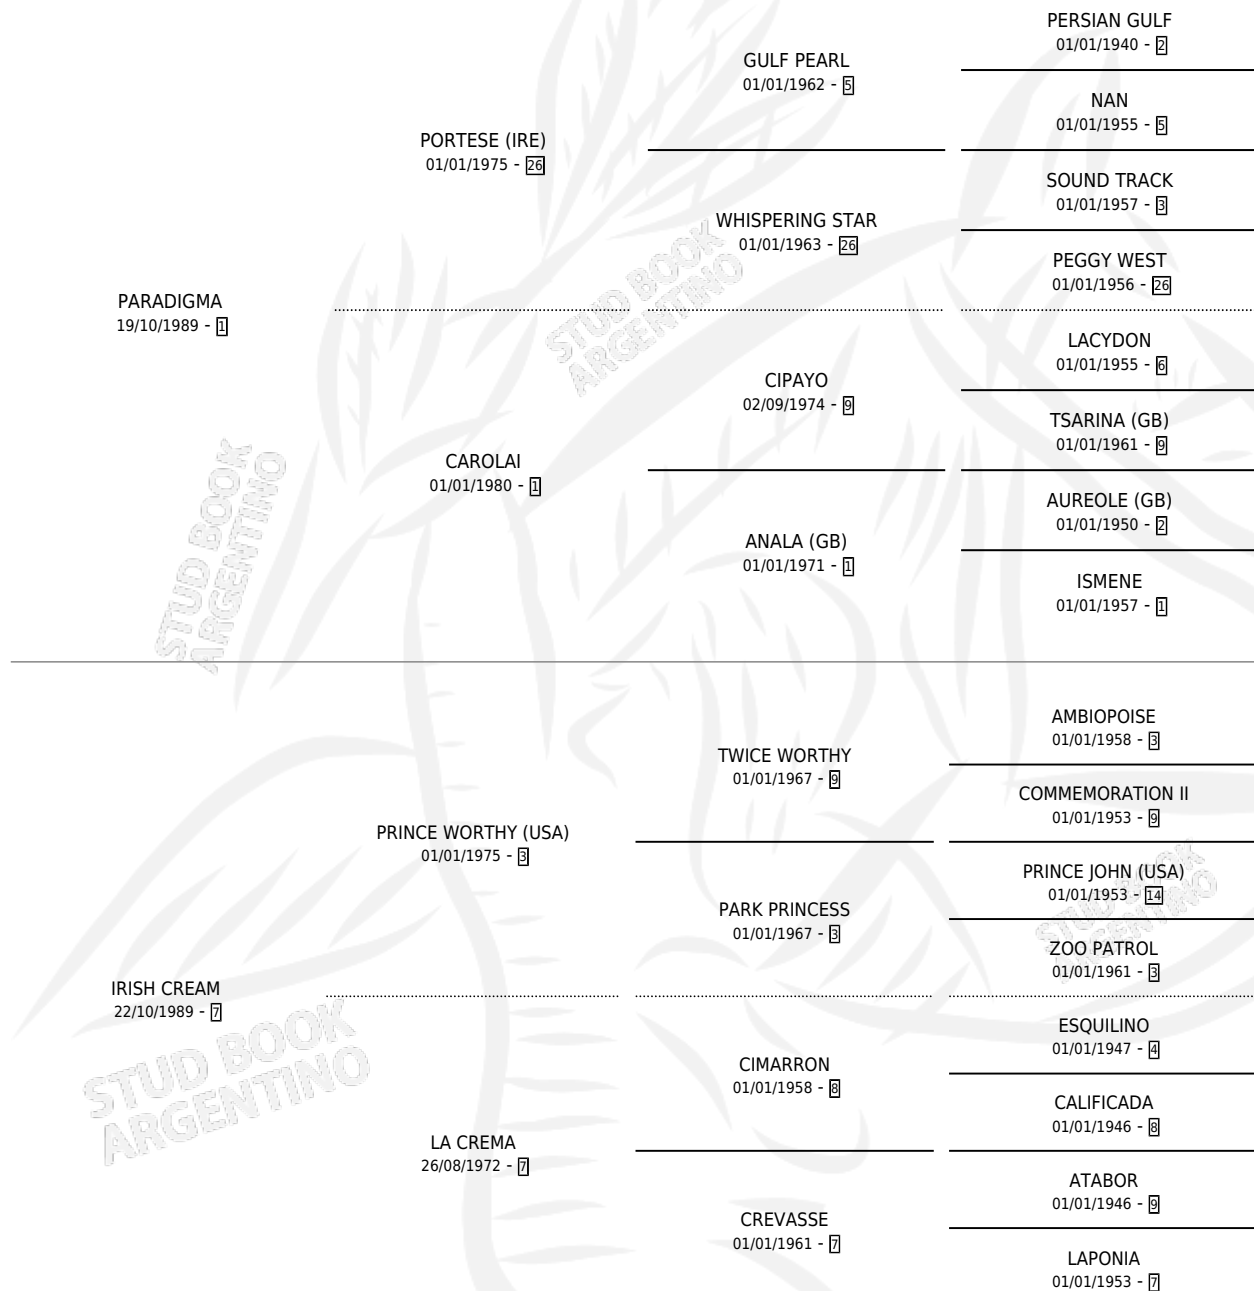 PERSIAN GULF
01/01/1940 - 2
GULF PEARL
01/01/1962 - 5
NAN
01/01/1955 - 5
PORTESE (IRE)
01/01/1975 - 26
SOUND TRACK
01/01/1957 - 3
WHISPERING STAR
01/01/1963 - 26
PEGGY WEST
01/01/1956 - 26
PARADIGMA
19/10/1989 - 1
LACYDON
01/01/1955 - 6
CIPAYO
02/09/1974 - 9
TSARINA (GB)
01/01/1961 - 9
CAROLAI
01/01/1980 - 1
AUREOLE (GB)
01/01/1950 - 2
ANALA (GB)
01/01/1971 - 1
ISMENE
01/01/1957 - 1
STUD BOOK
ARGENTINO
STUD BOOK
ARGENTINO
AMBIOPOISE
01/01/1958 - 3
TWICE WORTHY
01/01/1967 - 9
COMMEMORATION II
01/01/1953 - 9
PRINCE WORTHY (USA)
01/01/1975 - 3
PRINCE JOHN (USA)
01/01/1953 - 14
PARK PRINCESS
01/01/1967 - 3
ZOO PATROL
01/01/1961 - 3
IRISH CREAM
22/10/1989 - 7
ESQUILINO
01/01/1947 - 4
CIMARRON
01/01/1958 - 8
CALIFICADA
01/01/1946 - 8
LA CREMA
26/08/1972 - 7
ATABOR
01/01/1946 - 9
CREVASSE
01/01/1961 - 7
LAPONIA
01/01/1953 - 7
STUD BOOK
ARGENTINO
STUD BOOK
ARGENTINO